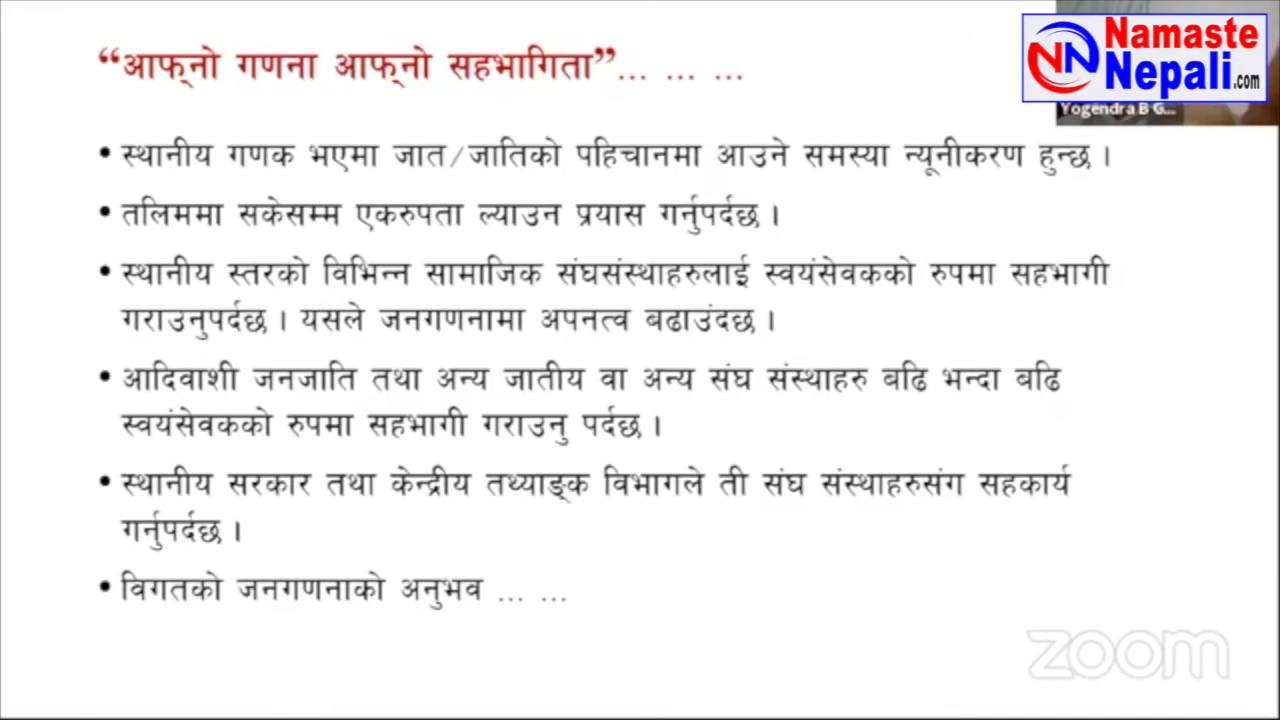 “आफ्नो गणना आफ्नो सहभागिता”... ... ...
Namaste
Nepali.com
NN
Yogendra B G...
• स्थानीय गणक भएमा जात/जातिको पहिचानमा आउने समस्या न्यूनीकरण हुन्छ ।
• तलिममा सकेसम्म एकरुपता ल्याउन प्रयास गर्नुपर्दछ ।
• स्थानीय स्तरको विभिन्न सामाजिक संघसंस्थाहरुलाई स्वयंसेवकको रुपमा सहभागी
गराउनुपर्दछ । यसले जनगणनामा अपनत्व बढाउंदछ ।
• आदिवाशी जनजाति तथा अन्य जातीय वा अन्य संघ संस्थाहरु बढि भन्दा बढि
स्वयंसेवकको रुपमा सहभागी गराउनु पर्दछ ।
• स्थानीय सरकार तथा केन्द्रीय तथ्याङ्क विभागले ती संघ संस्थाहरुसंग सहकार्य
गर्नुपर्दछ ।
• विगतको जनगणनाको अनुभव ... ...
zoom